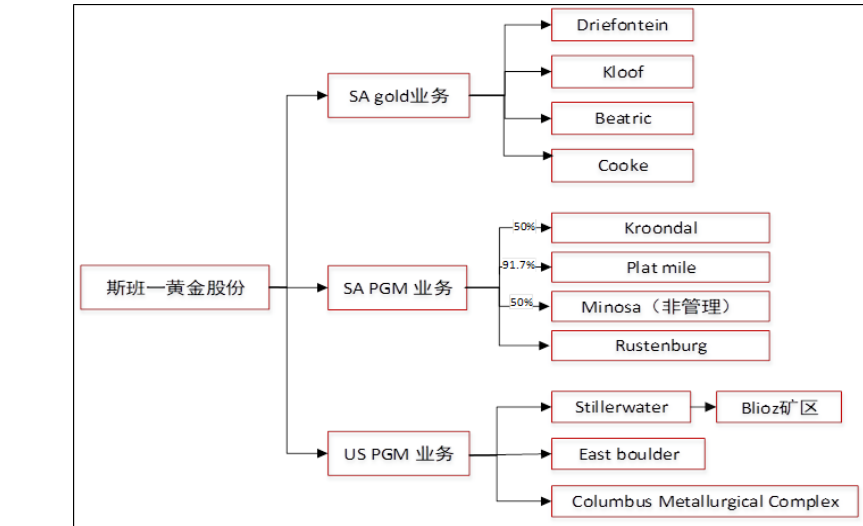 Driefontein
Kloof
SA gold业务
Beatric
Cooke
50%
Kroondal
91.7%
Plat mile
斯班一黄金股份
SA PGM 业务
50%
Minosa（非管理）
Rustenburg
Stillerwater
Blioz矿区
US PGM 业务
East boulder
Columbus Metallurgical Complex